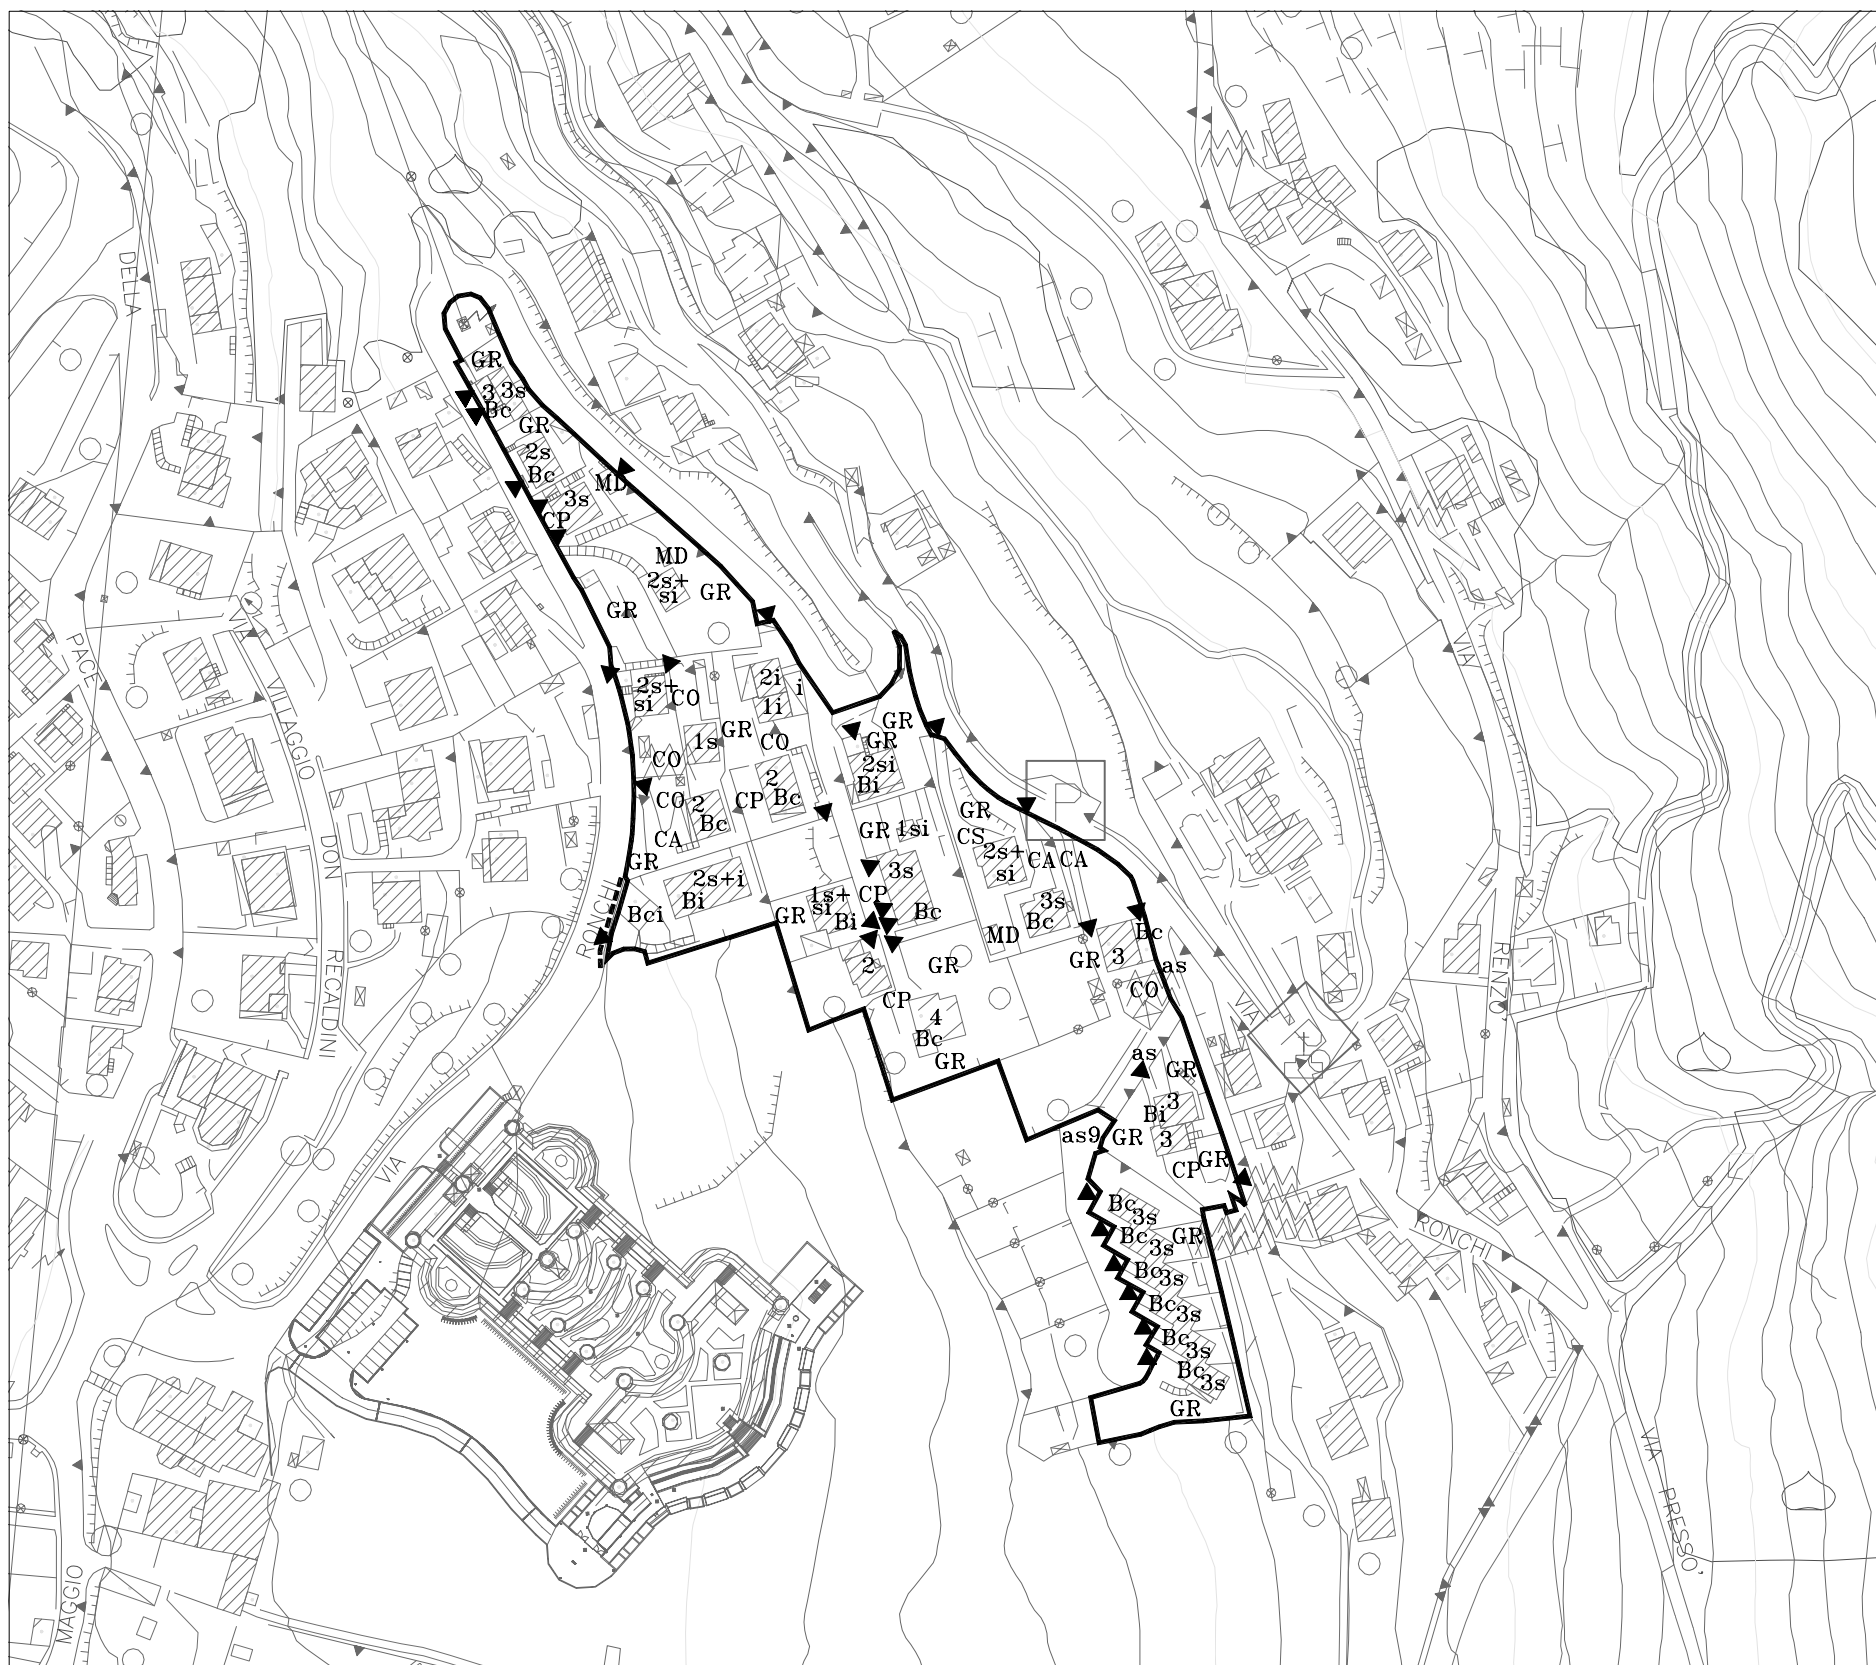 DELLA
GR
3
3s
Bc
GR
2s
Bc
3s
CP
MD
MD
2s+
si
GR
GR
PACE
VILLAGGIO
DON
RECALDINI
2s+
si
CO
2i
1i
i
GR
CO
1s
CO
2
Bc
CP
CO
2
Bc
CA
GR
2s+i
Bi
Bci
RONCHI
VIA
GR
GR
2si
Bi
GR
1si
3s
CP
Bc
1s+
si
Bi
GR
2
CP
GR
4
Bc
GR
P
GR
CS
2s+
si
CA
CA
3s
Bc
MD
GR
3
Bc
as
CO
as
GR
3
Bi
3
as9
GR
GR
CP
Bc
3s
Bc
3s
GR
Bc
3s
Bc
3s
Bc
3s
Bc
3s
GR
VIA
RENZO'
VIA
RONCHI
VIA
PRESSO'
MAGGIO